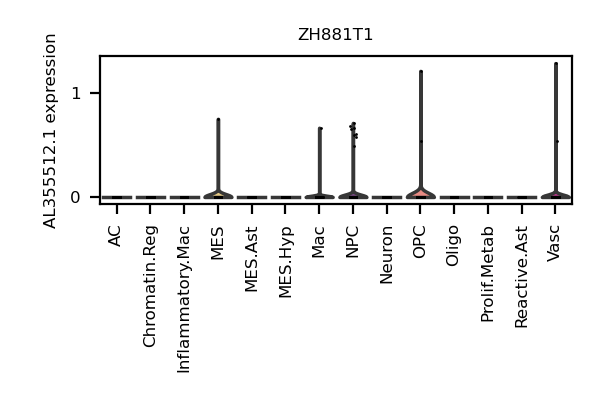 ZH881T1
AL355512.1 expression
1
0
AC
Chromatin.Reg
Inflammatory.Mac
MES
MES.Ast
MES.Hyp
Mac
NPC
Neuron
OPC
Oligo
Prolif.Metab
Reactive.Ast
Vasc